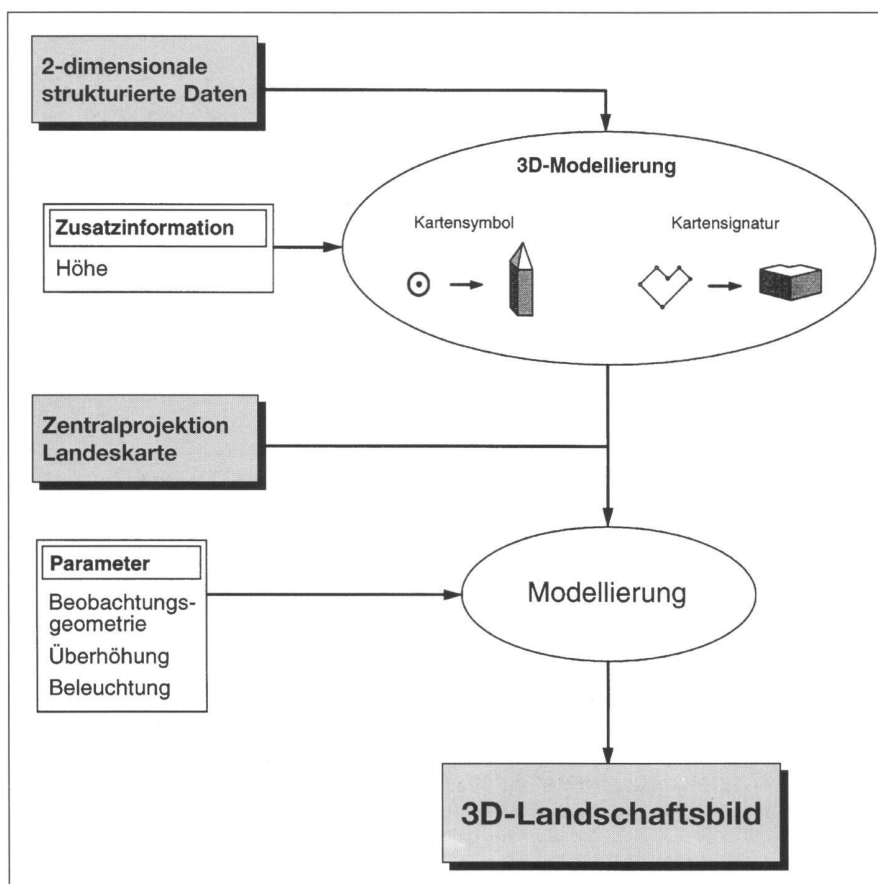 2-dimensionale
strukturierte Daten
3D-Modellierung
Kartensymbol
Kartensignatur
Zusatzinformation
Höhe
Zentralprojektion
Landeskarte
Parameter
Beobachtungs-
geometrie
Überhöhung
Beleuchtung
Modellierung
3D-Landschaftsbild